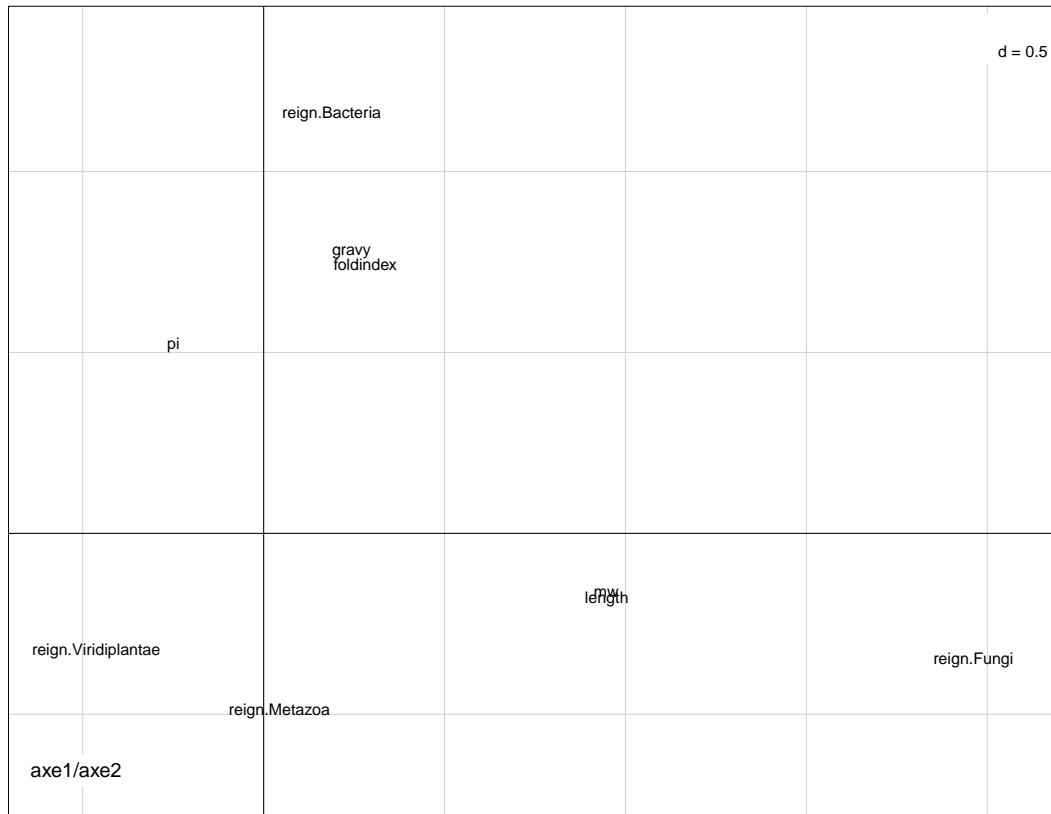 d = 0.5
reign.Bacteria
gravy
foldindex
pi
mw
length
reign.Viridiplantae
reign.Fungi
reign.Metazoa
axe1/axe2